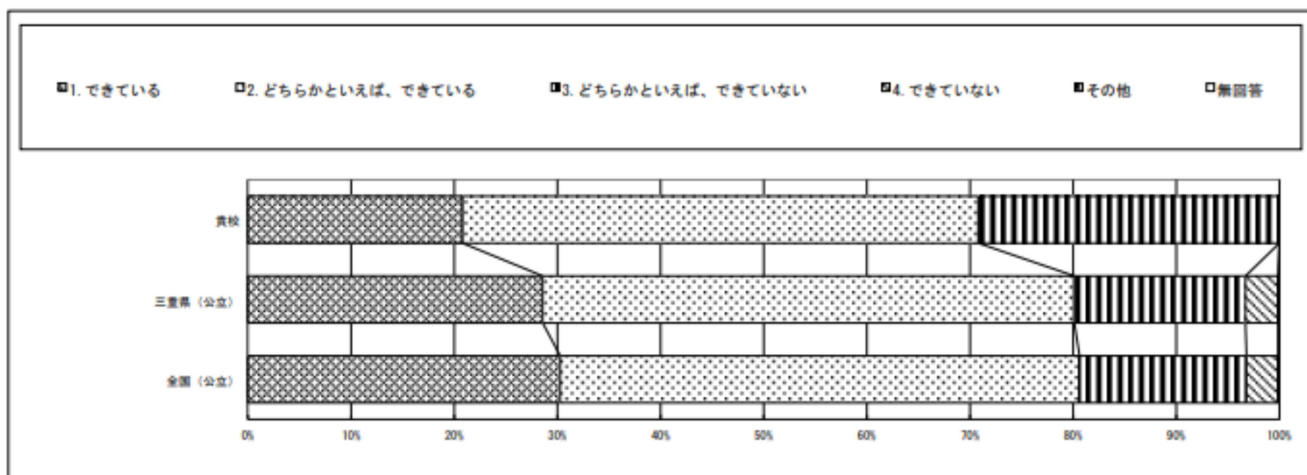 1. できている 2. どちらかといえば、できている 3. どちらかといえば、できていない 4. できていない その他 無回答
貴校
三重県（公立）
全国（公立）
0% 10% 20% 30% 40% 50% 60% 70% 80% 90% 100%